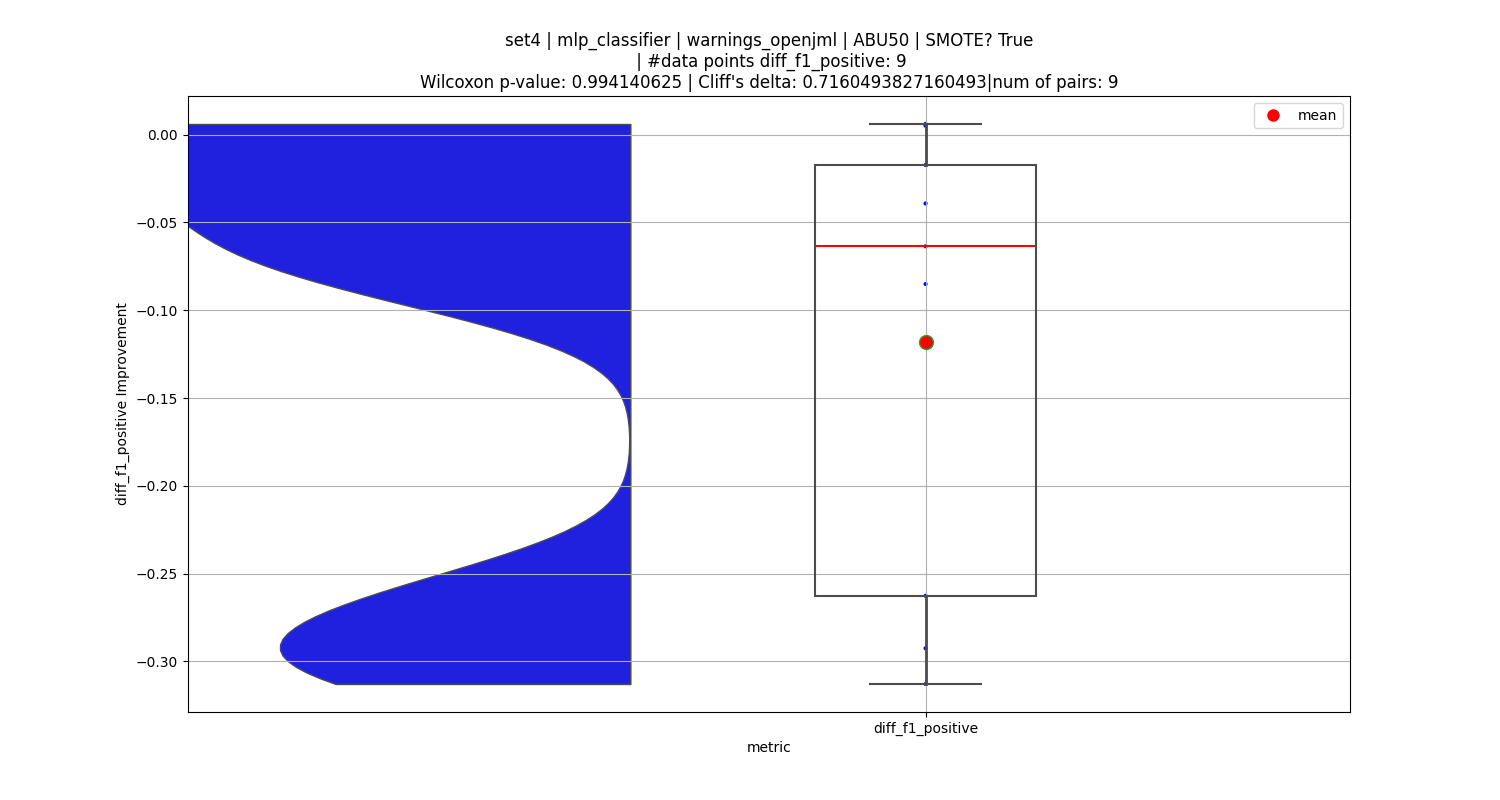 set4 | mlp_classifier | warnings_openjml | ABU50 | SMOTE? True
| #data points diff_f1_positive: 9
Wilcoxon p-value: 0.994140625 | Cliff's delta: 0.7160493827160493|num of pairs: 9
mean
0.00
−0.05
−0.10
−0.15
−0.20
−0.25
−0.30
diff_f1_positive Improvement
diff_f1_positive
metric